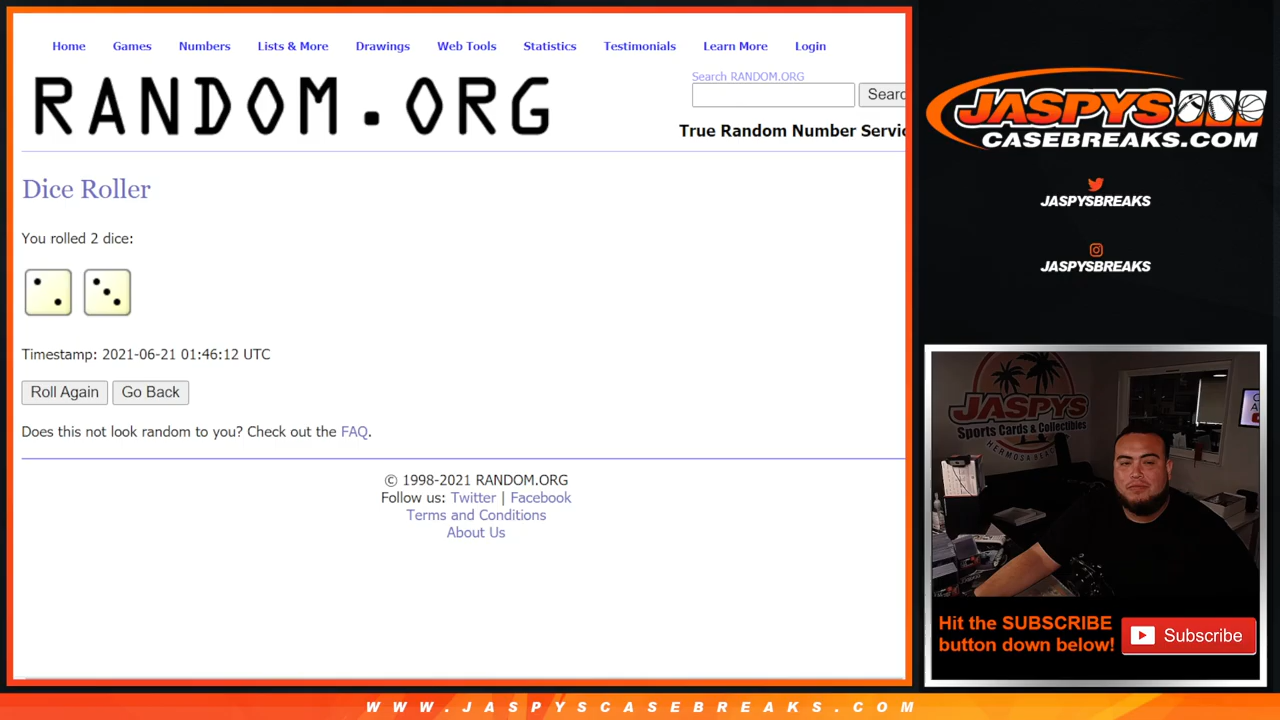 Home Games Numbers Lists & More Drawings Web Tools Statistics Testimonials Learn More Login
RANDOM.ORG
Search RANDOM.ORG
Searc
True Random Number Servic
Dice Roller
You rolled 2 dice:
Timestamp: 2021-06-21 01:46:12 UTC
Roll Again Go Back
Does this not look random to you? Check out the FAQ.
© 1998-2021 RANDOM.ORG
Follow us: Twitter | Facebook
Terms and Conditions
About Us
JASPYS
CASEBREAKS.COM
JASPYSBREAKS
JASPYSBREAKS
JASPYS
Sports Cards & Collectibles
HERMOSA BEAC
Hit the SUBSCRIBE
button down below!
Subscribe
WWW.JASPYSCASEBREAKS.COM